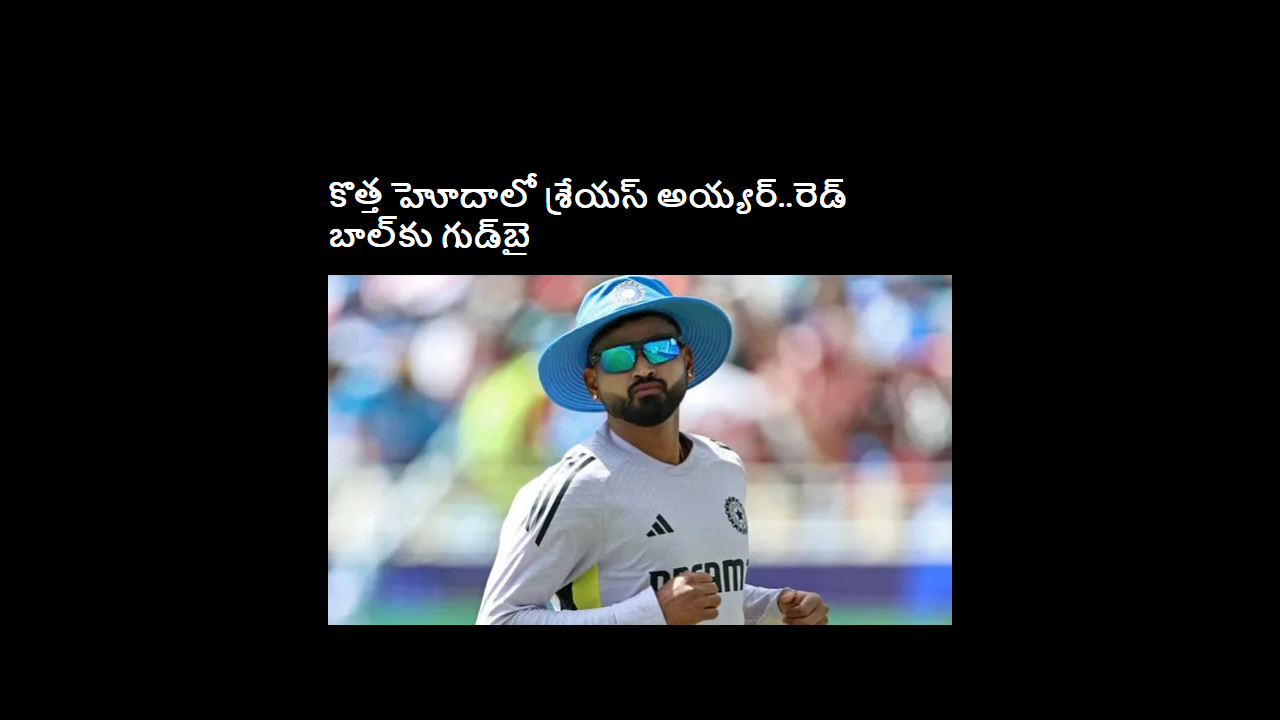 కొత్త హెూదాలో శ్రేయస్ అయ్యర్..రెడ్
బాల్‌కు గుడ్‌బై